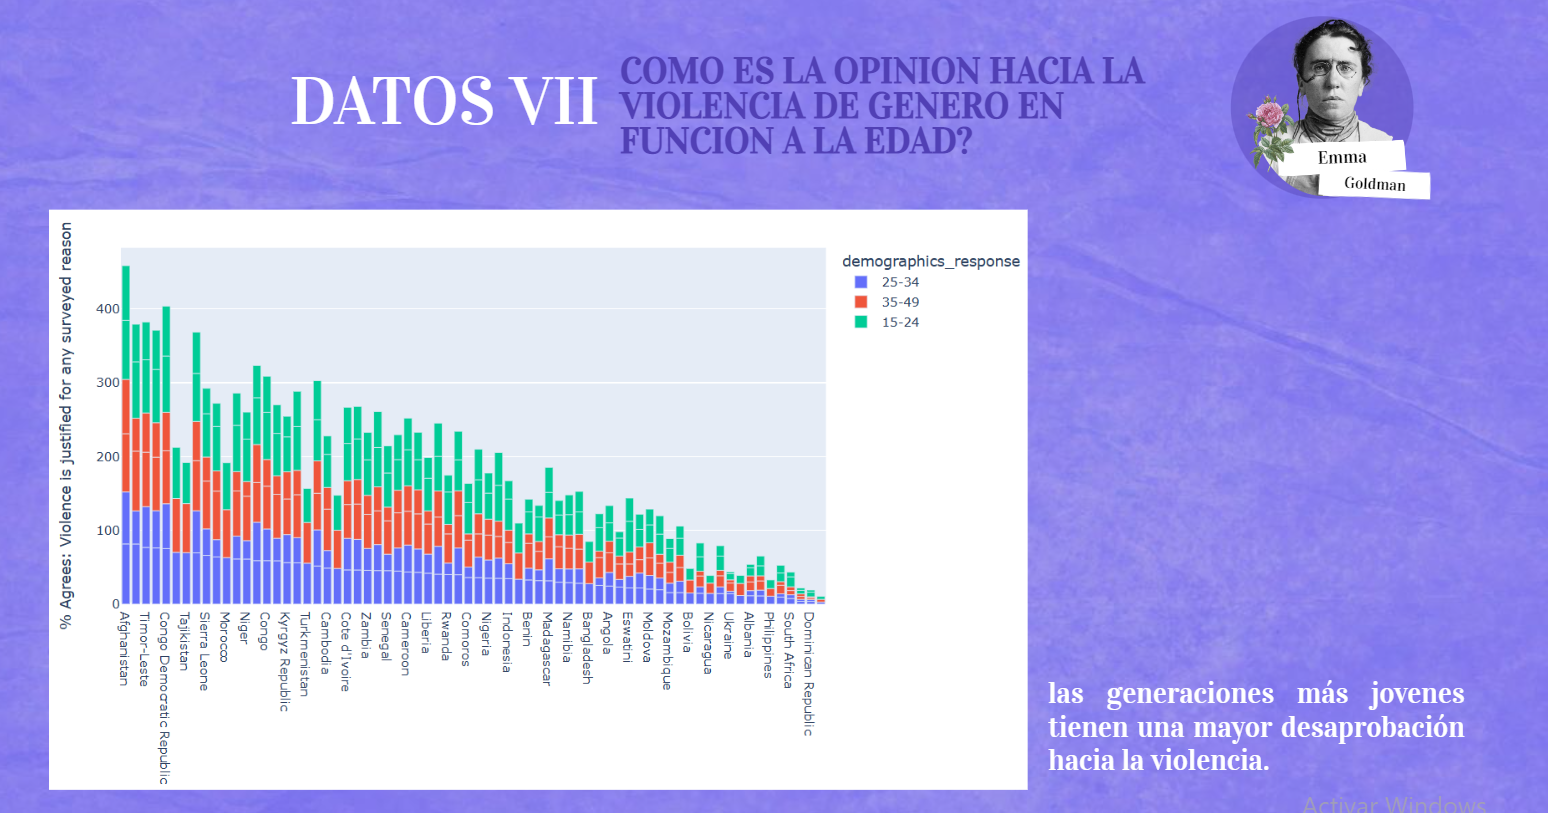 DATOS VII
COMO ES LA OPINION HACIA LA
VIOLENCIA DE GENERO EN
FUNCION A LA EDAD?
Emma
Goldman
% Agrees: Violence is justified for any surveyed reason
400
300
200
100
0
demographics_response
25-34
35-49
15-24
Afghanistan
Timor-Leste
Congo Democratic Republic
Tajikistan
Sierra Leone
Morocco
Niger
Congo
Kyrgyz Republic
Turkmenistan
Cambodia
Cote d'Ivoire
Zambia
Senegal
Cameroon
Liberia
Rwanda
Comoros
Nigeria
Indonesia
Benin
Madagascar
Namibia
Bangladesh
Angola
Eswatini
Moldova
Mozambique
Bolivia
Nicaragua
Ukraine
Albania
Philippines
South Africa
Dominican Republic
las generaciones más jovenes
tienen una mayor desaprobación
hacia la violencia.
Activar Windows